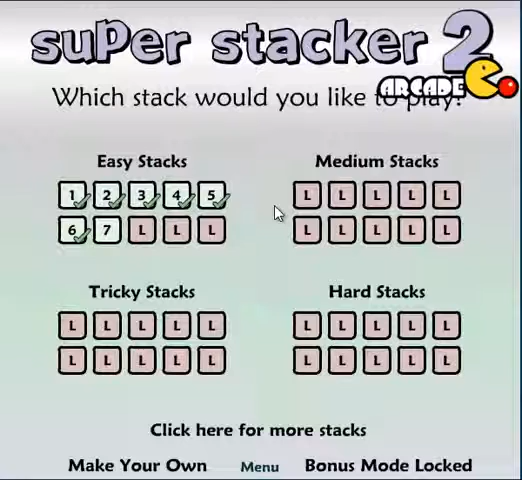 super stacker 2
ARCADE
Which stack would you like to play?
Easy Stacks
Medium Stacks
1 2 3 4 5
L L L L L
6 7 L L L
L L L L L
Tricky Stacks
Hard Stacks
L L L L L
L L L L L
L L L L L
L L L L L
Click here for more stacks
Make Your Own
Menu
Bonus Mode Locked